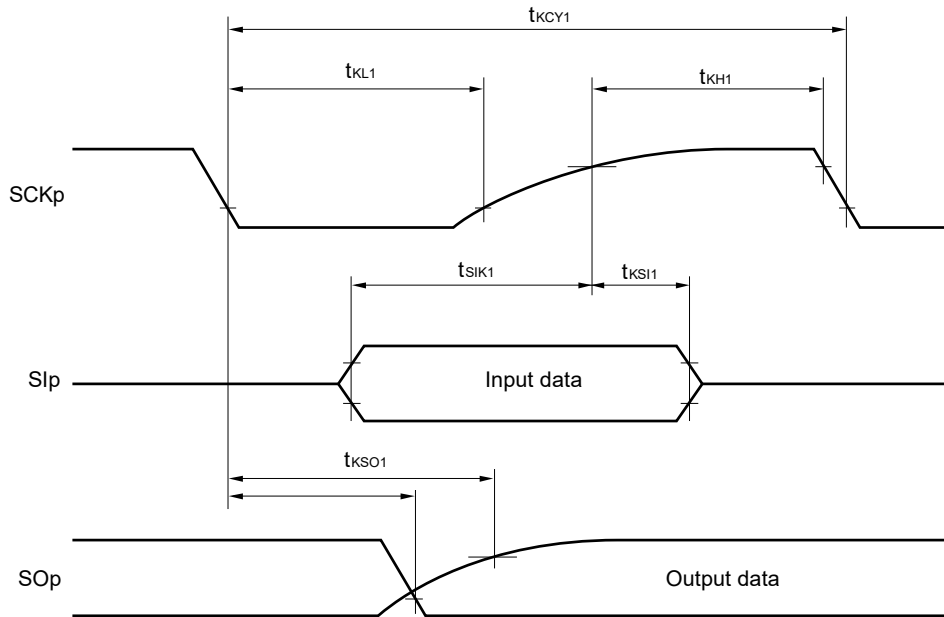 tKCY1
tKL1
tKH1
SCKp
tSIK1
tKSI1
SIp
Input data
tKSO1
SOp
Output data